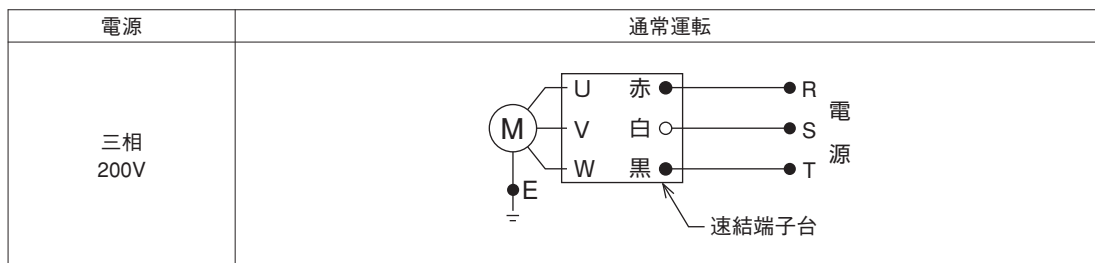 電源 通常運転
三相
200V
M
U 赤 R
V 白 S
W 黒 T
電
源
E
速結端子台